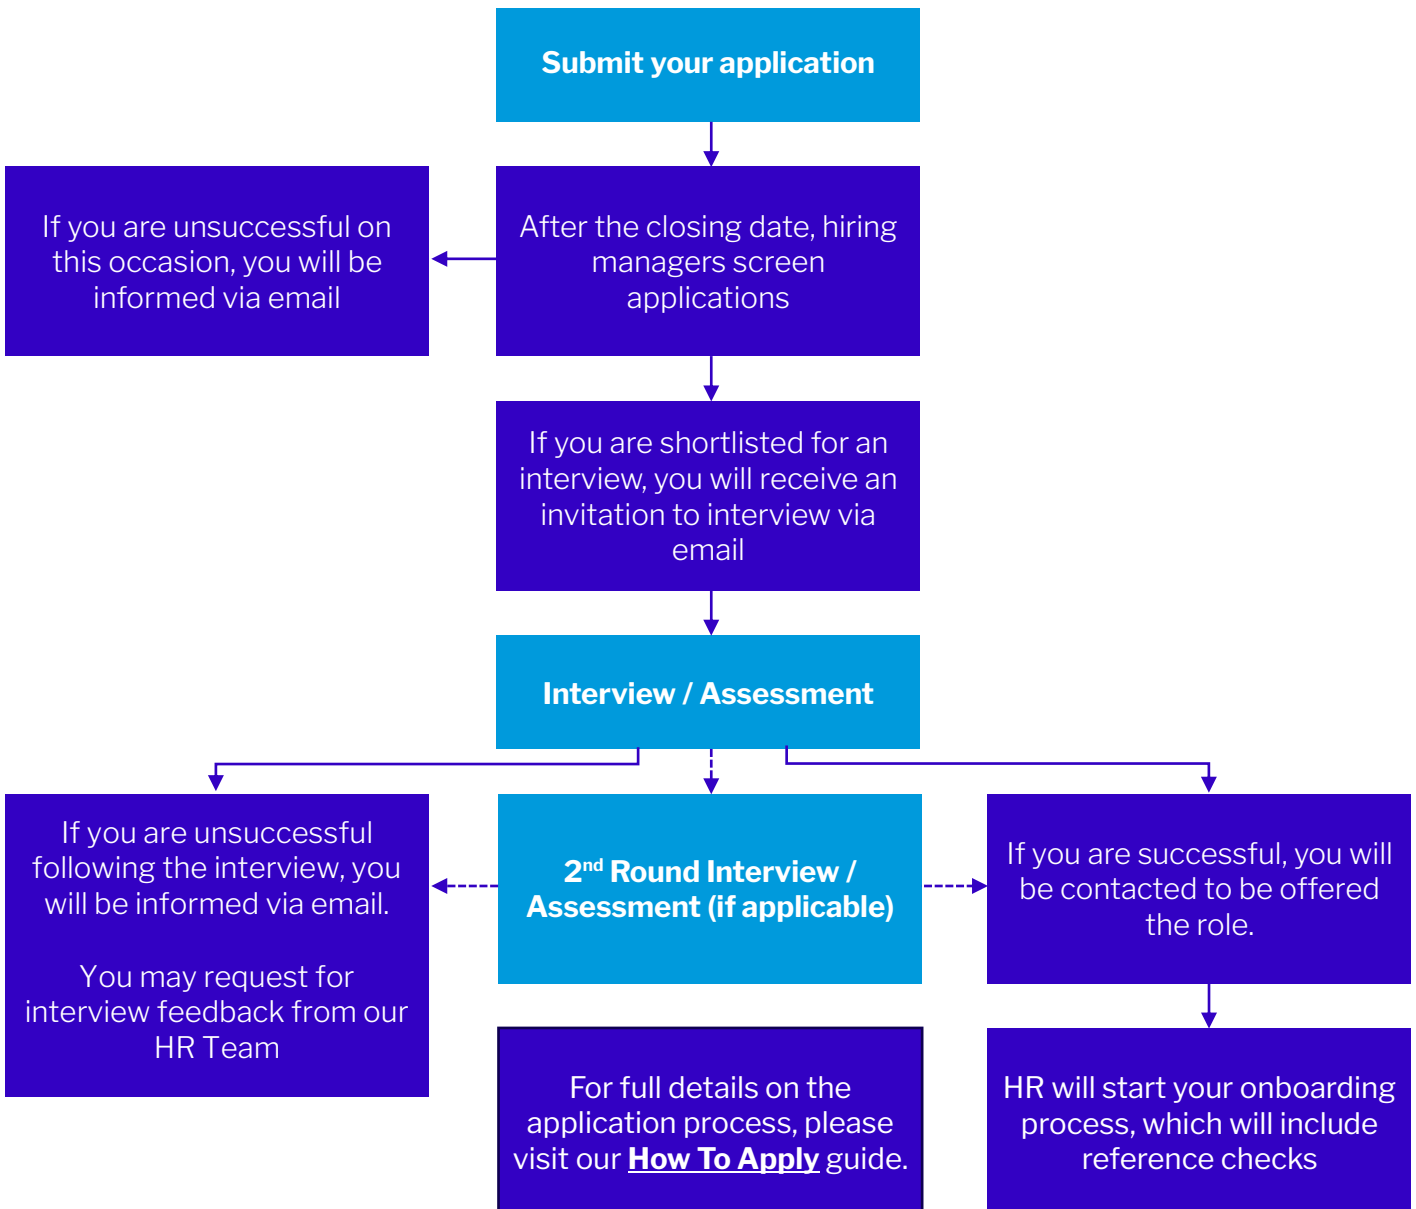 Submit your application
If you are unsuccessful on
this occasion, you will be
informed via email
After the closing date, hiring
managers screen
applications
If you are shortlisted for an
interview, you will receive an
invitation to interview via
email
Interview / Assessment
If you are unsuccessful
following the interview, you
will be informed via email.
You may request for
interview feedback from our
HR Team
2nd Round Interview /
Assessment (if applicable)
If you are successful, you will
be contacted to be offered
the role.
For full details on the
application process, please
visit our How To Apply guide.
HR will start your onboarding
process, which will include
reference checks